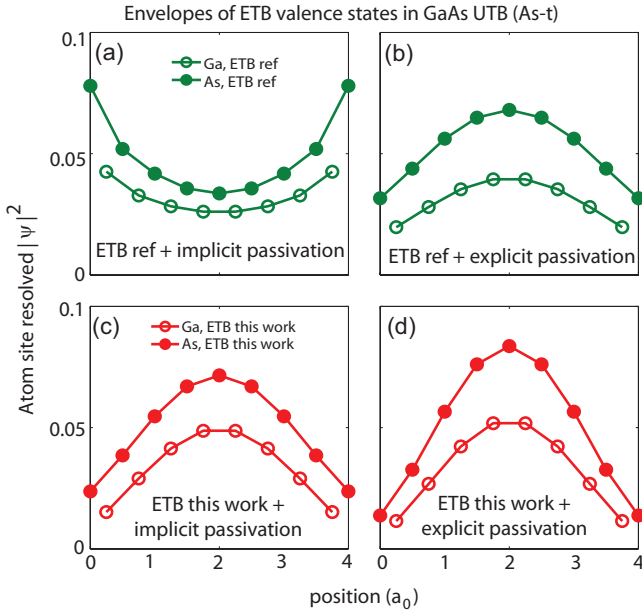 Envelopes of ETB valence states in GaAs UTB (As-t)
0.1
(a)
Ga, ETB ref
As, ETB ref
(b)
0.05
ETB ref + implicit passivation
ETB ref + explicit passivation
0
Atom site resolved |ψ|²
0.1
(c)
Ga, ETB this work
As, ETB this work
(d)
0.05
ETB this work +
implicit passivation
ETB this work +
explicit passivation
0
0 1 2 3 4
0 1 2 3 4
position (a₀)